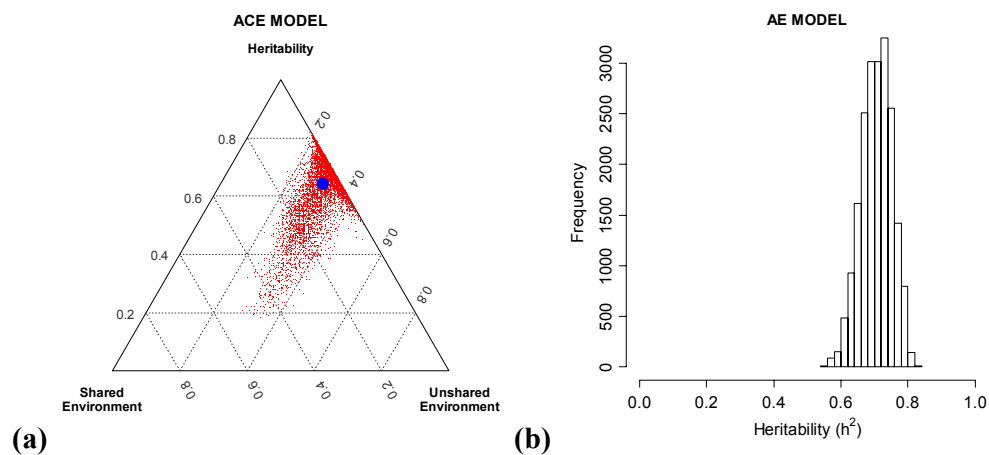 ACE MODEL
Heritability
0.2
0.8
0.4
0.6
0.6
0.4
0.8
0.2
0.8
0.6
0.4
0.2
Shared
Environment
Unshared
Environment
(a)
AE MODEL
Frequency
0
500
1000
1500
2000
2500
3000
0.0 0.2 0.4 0.6 0.8 1.0
Heritability (h²)
(b)